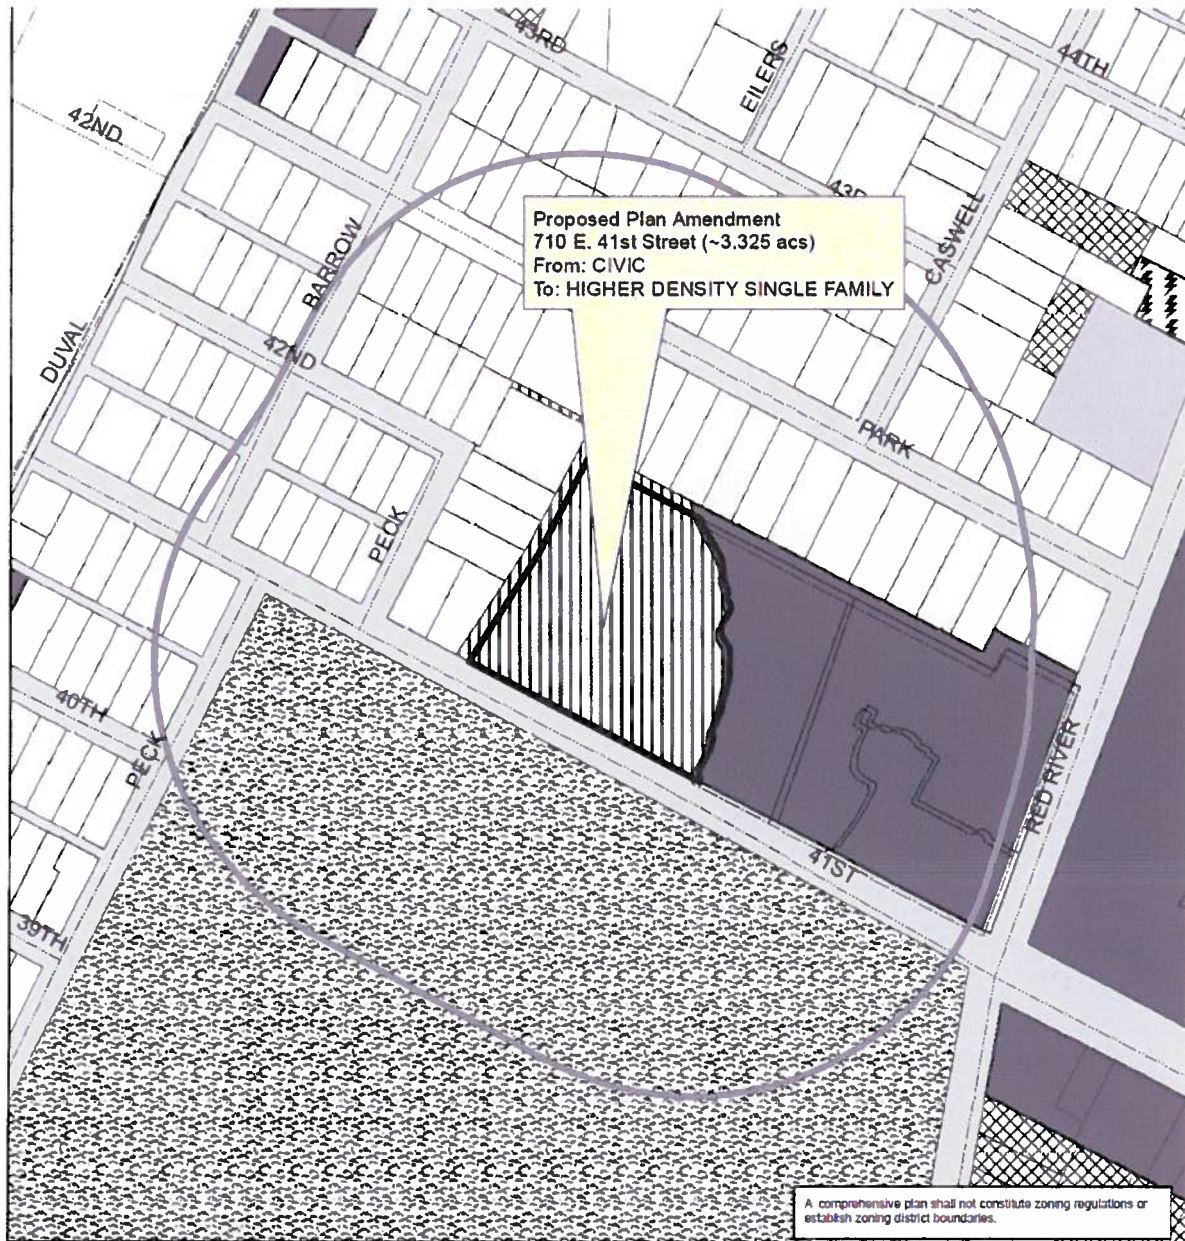 43RD
44TH
EILERS
42ND
43R
Proposed Plan Amendment
710 E. 41st Street (~3.325 acs)
From: CIVIC
To: HIGHER DENSITY SINGLE FAMILY
CASWELL
BARROW
DUVAL
42ND
PARK
PECK
40TH
PECK
RED RIVER
41ST
39TH
A comprehensive plan shall not constitute zoning regulations or
establish zoning district boundaries.